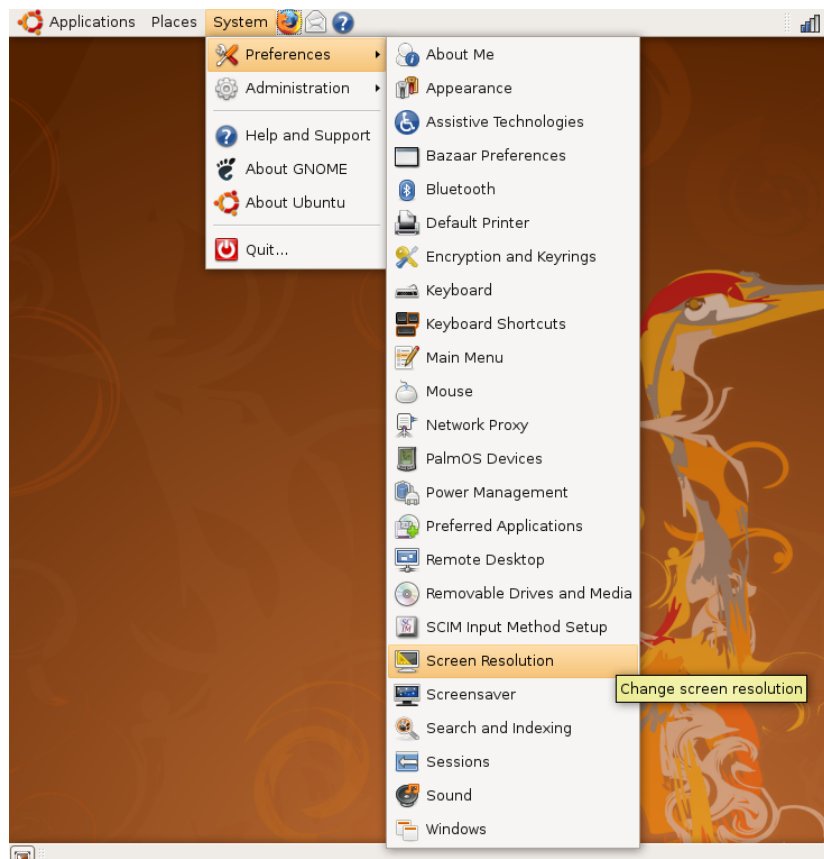 Applications Places System
Preferences
Administration
Help and Support
About GNOME
About Ubuntu
Quit...
About Me
Appearance
Assistive Technologies
Bazaar Preferences
Bluetooth
Default Printer
Encryption and Keyrings
Keyboard
Keyboard Shortcuts
Main Menu
Mouse
Network Proxy
PalmOS Devices
Power Management
Preferred Applications
Remote Desktop
Removable Drives and Media
SCIM Input Method Setup
Screen Resolution
Change screen resolution
Screensaver
Search and Indexing
Sessions
Sound
Windows